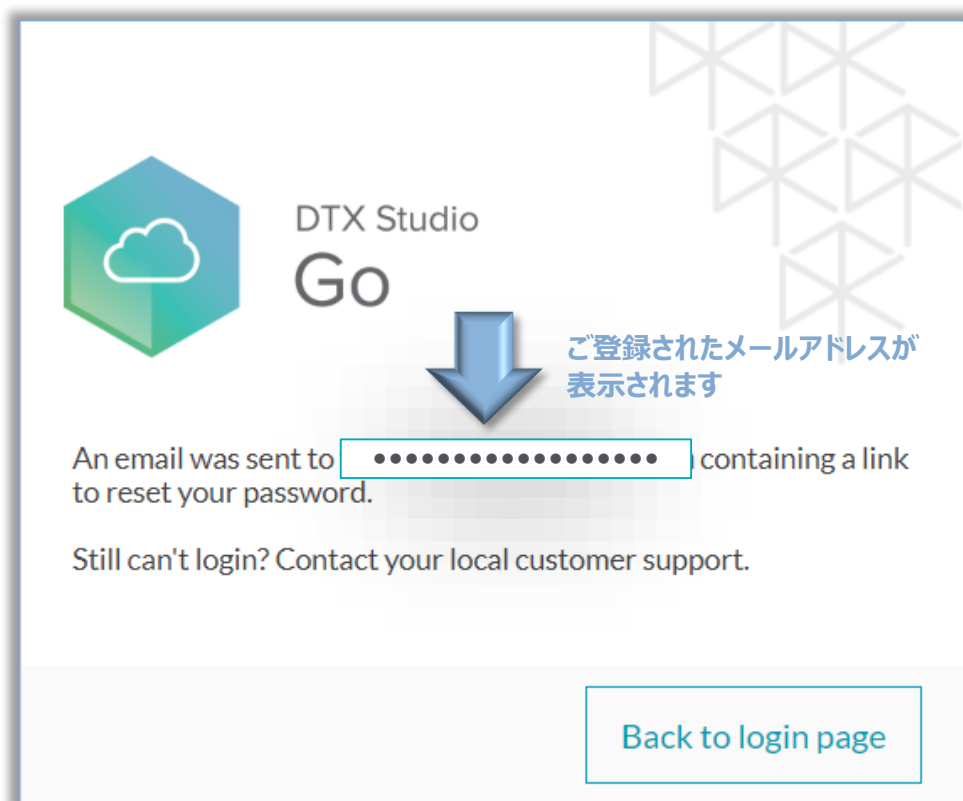 DTX Studio
Go
ご登録されたメールアドレスが
表示されます
An email was sent to •••••••••••••••••• containing a link
to reset your password.
Still can't login? Contact your local customer support.
Back to login page